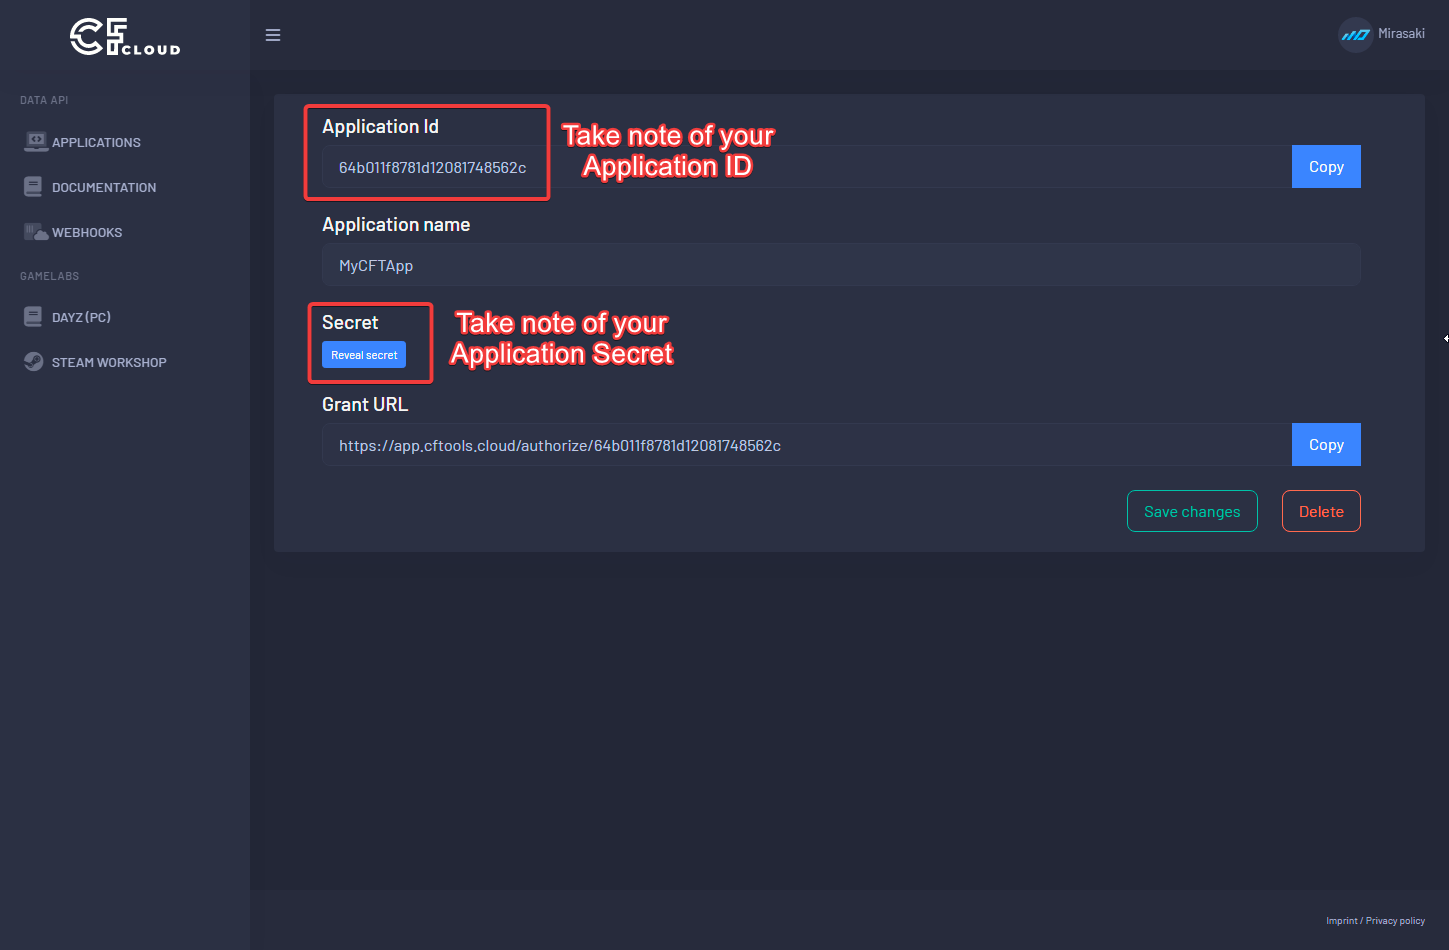 CF CLOUD
Mirasaki
DATA API
APPLICATIONS
DOCUMENTATION
WEBHOOKS
GAMELABS
DAYZ (PC)
STEAM WORKSHOP
Application Id
64b011f8781d12081748562c
Copy
Take note of your
Application ID
Application name
MyCFTApp
Secret
Reveal secret
Take note of your
Application Secret
Grant URL
https://app.cftools.cloud/authorize/64b011f8781d12081748562c
Copy
Save changes
Delete
Imprint / Privacy policy